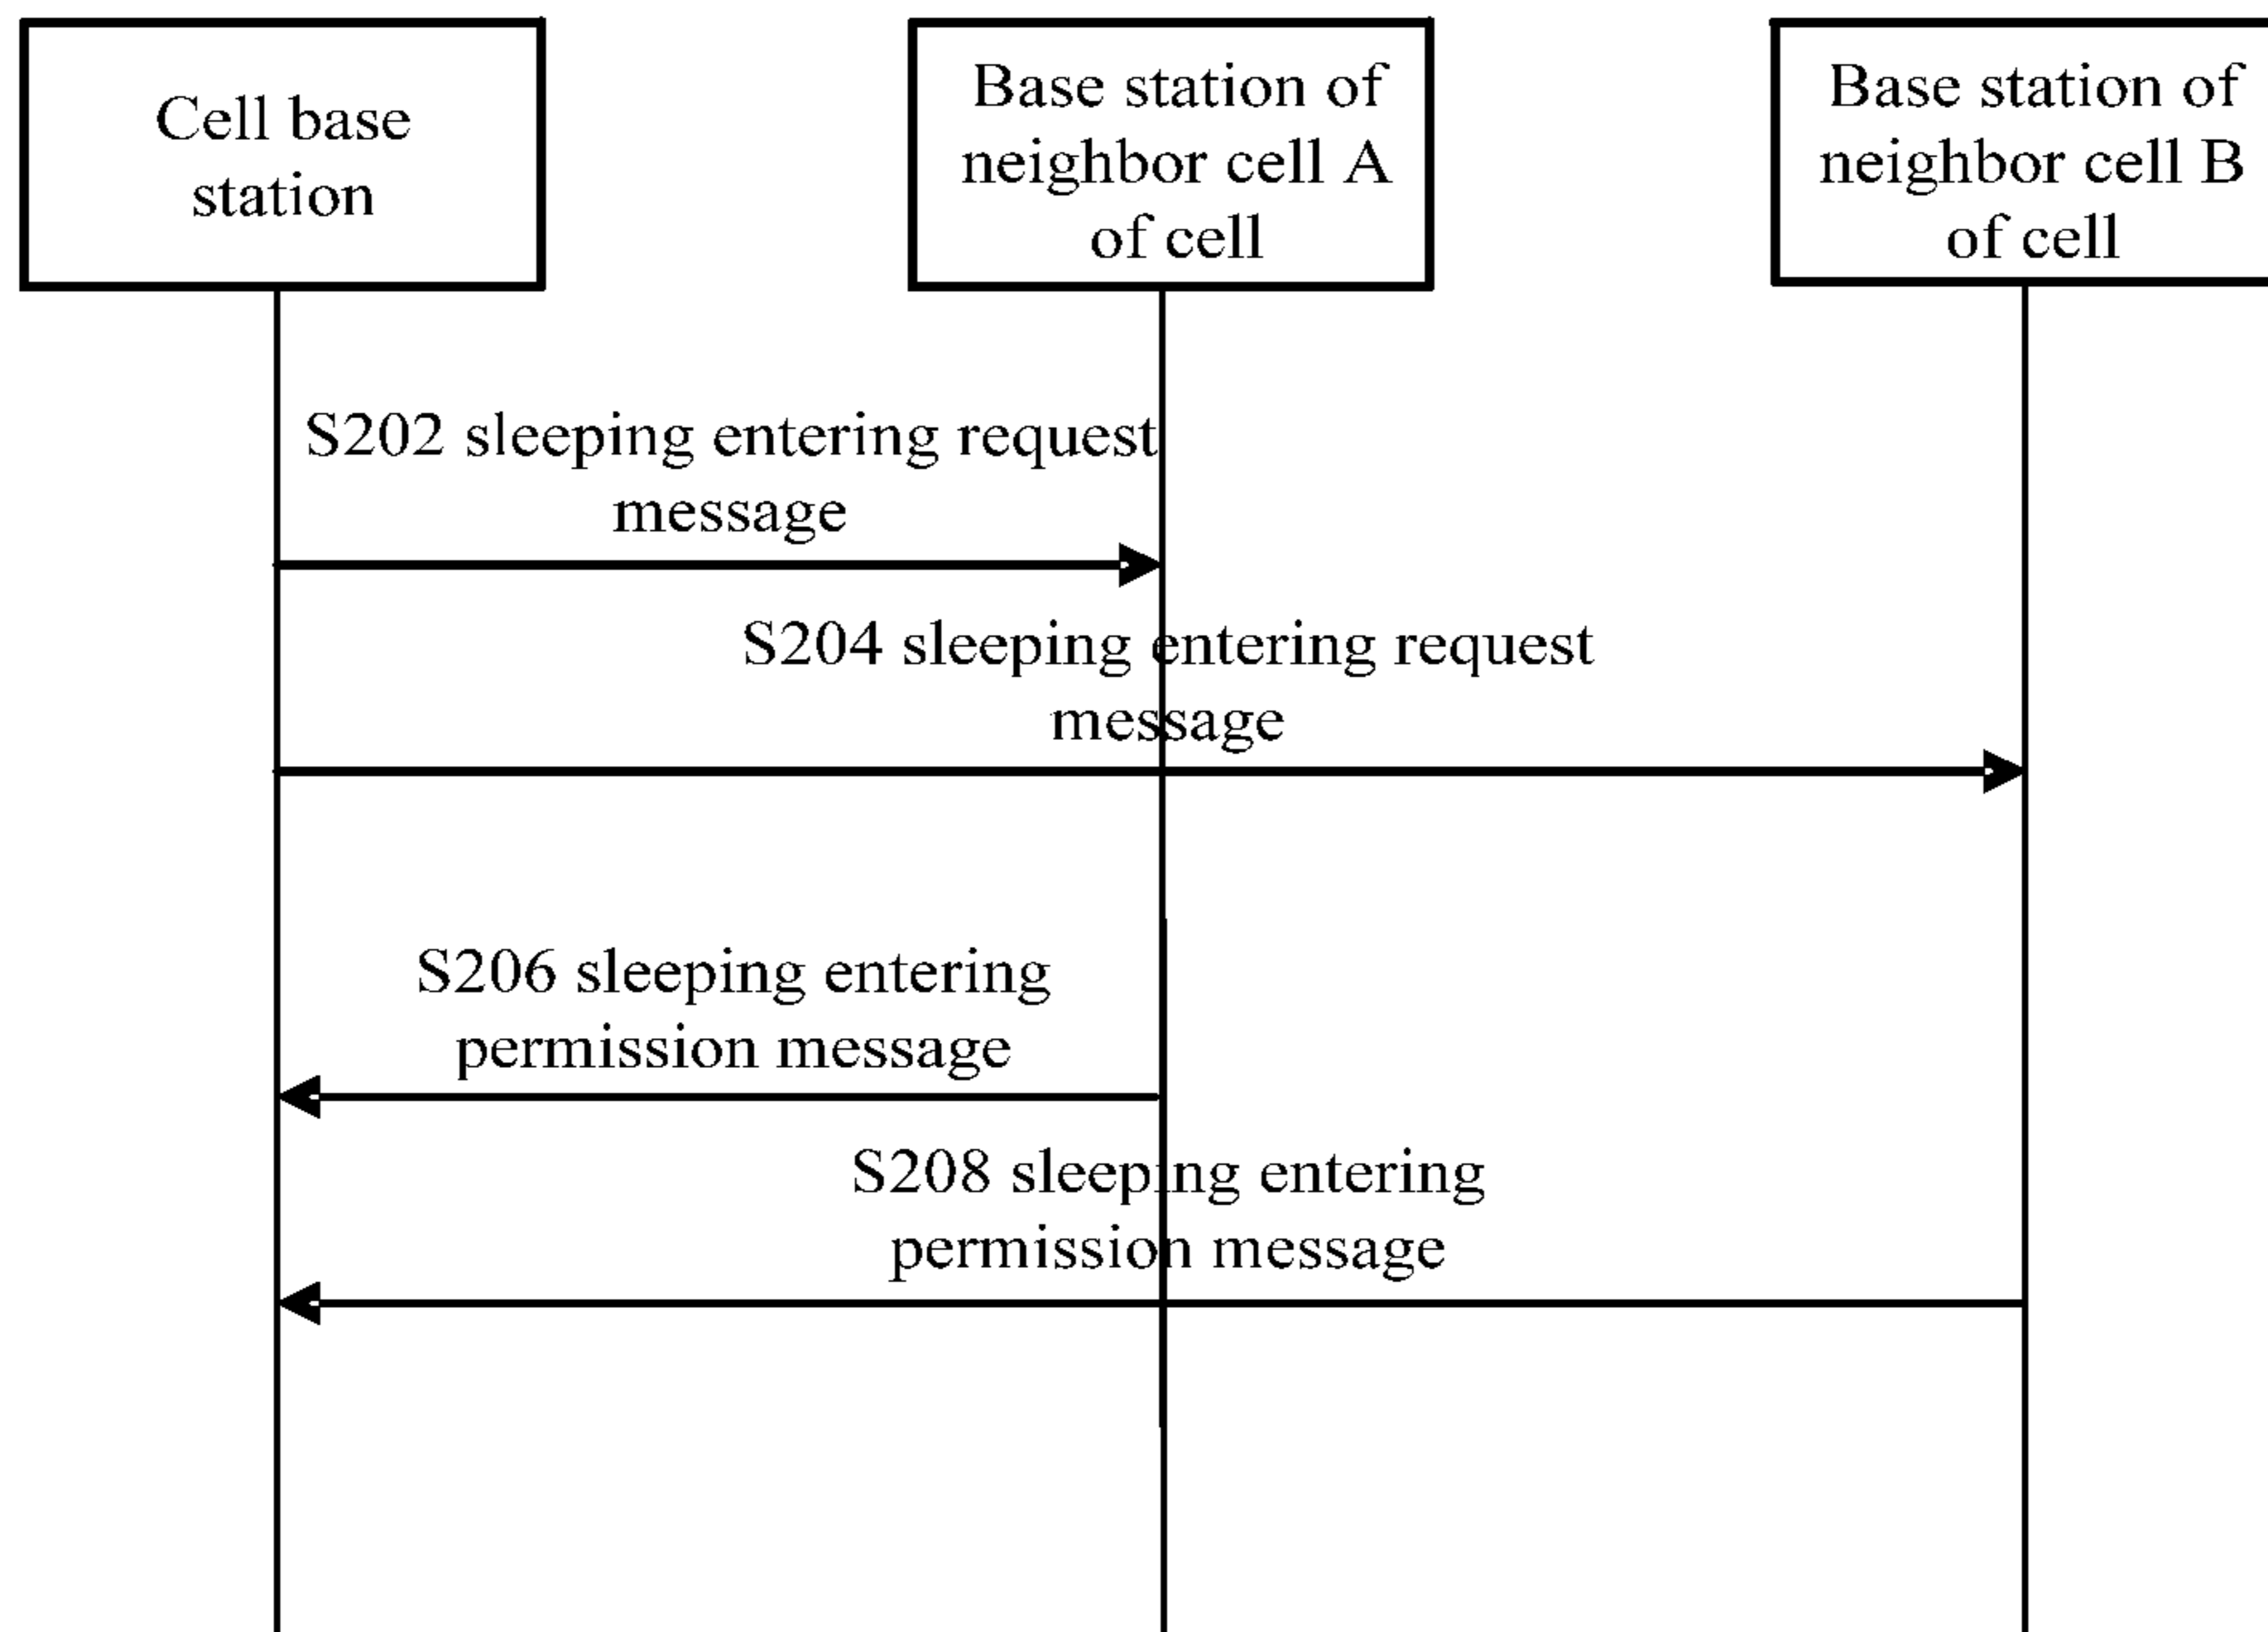 Cell base
station
Base station of
neighbor cell A
of cell
Base station of
neighbor cell B
of cell
S202 sleeping entering request
message
S204 sleeping entering request
message
S206 sleeping entering
permission message
S208 sleeping entering
permission message